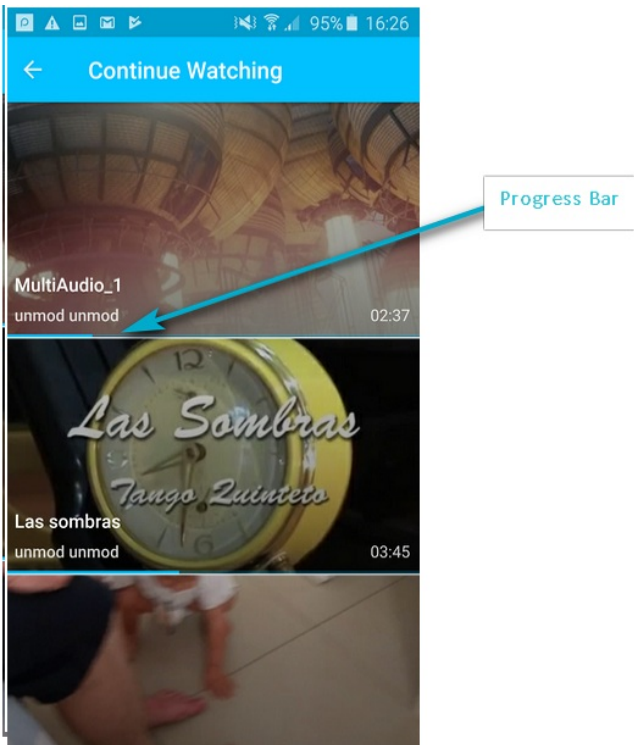 95% 16:26
Continue Watching
Progress Bar
MultiAudio_1
unmod unmod 02:37
12
Las Sombras
Tango Quinteto
Las sombras
unmod unmod 03:45